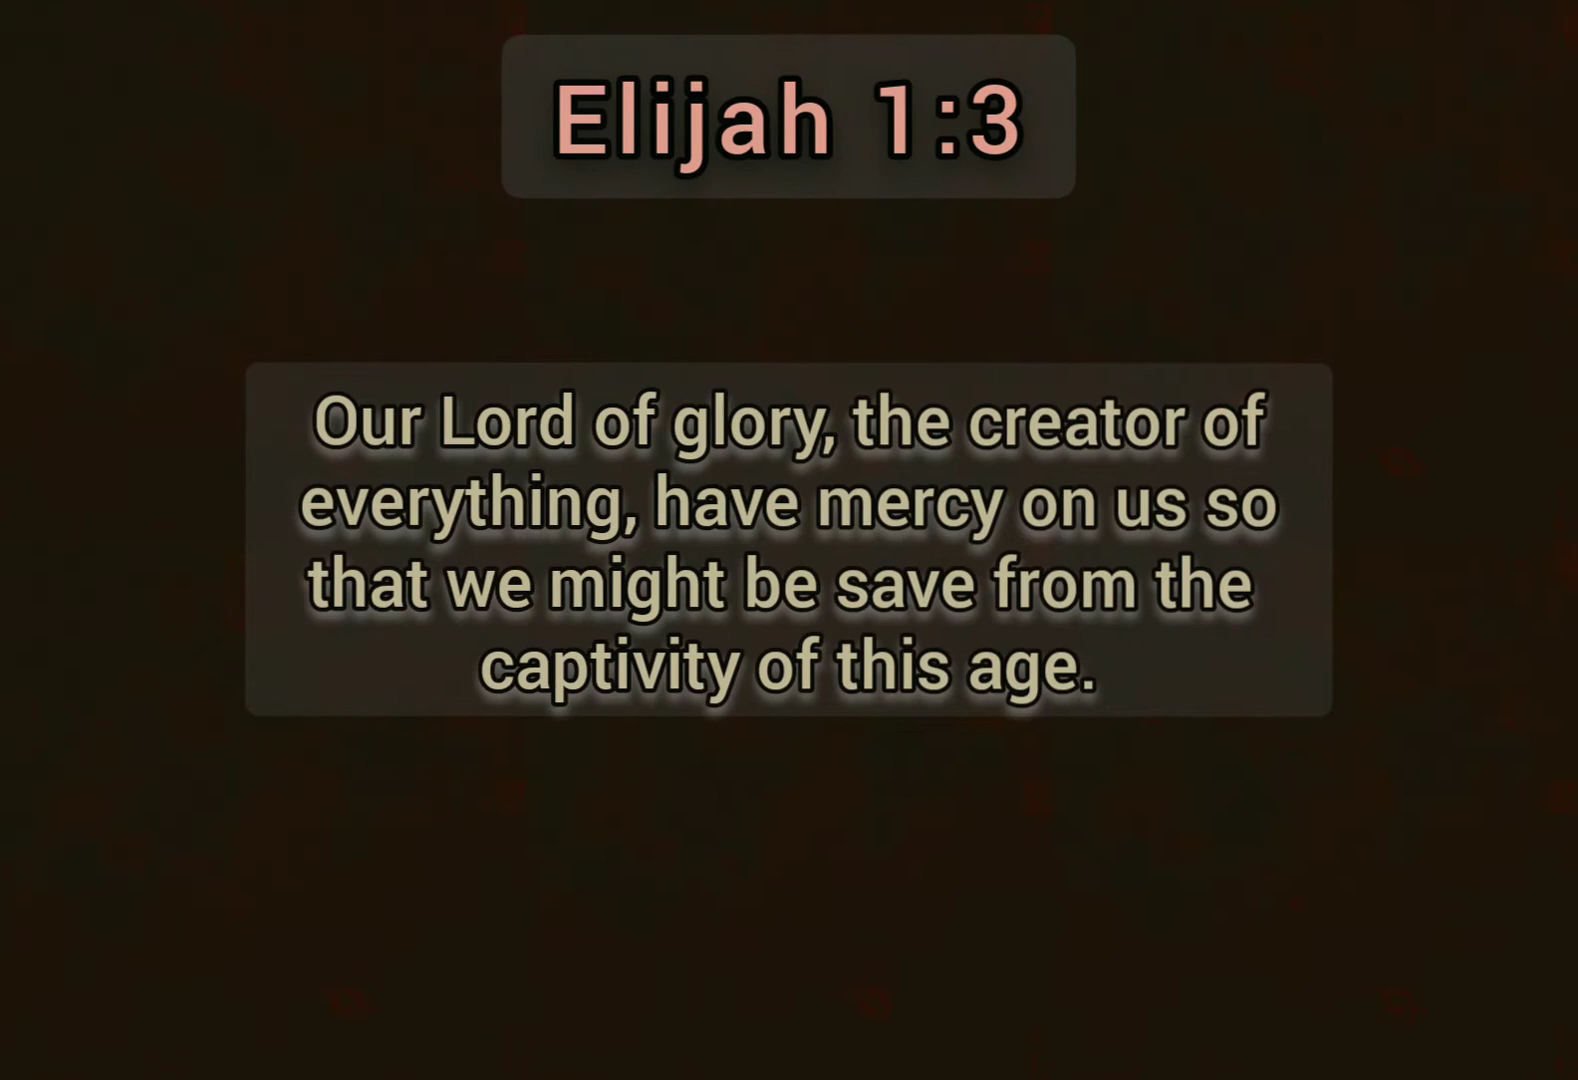 Elijah 1:3
Our Lord of glory, the creator of
everything, have mercy on us so
that we might be save from the
captivity of this age.